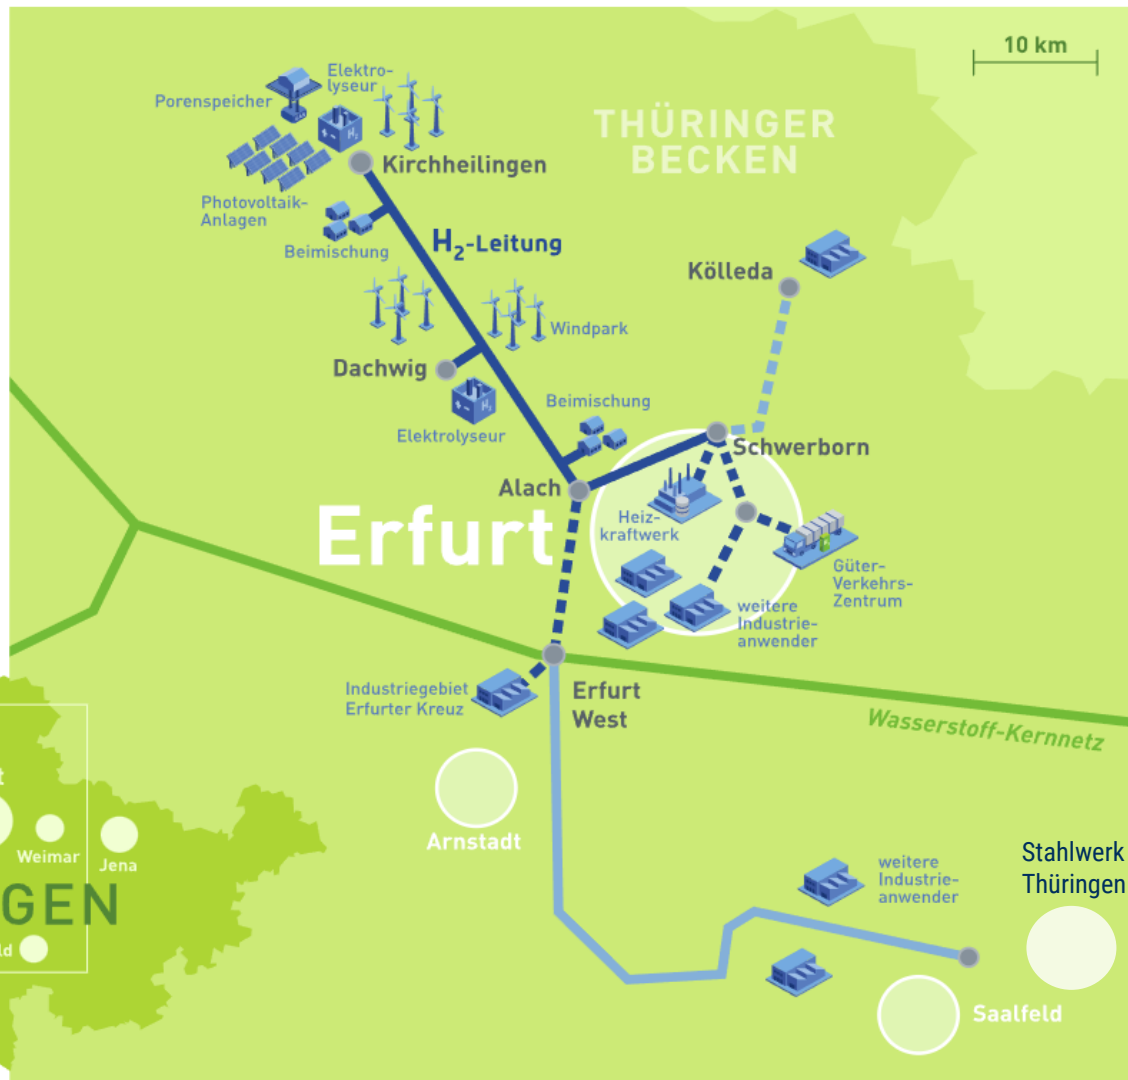 10 km
Elektro-
lyseur
Porenspeicher
THÜRINGER
BECKEN
Kirchheilingen
Photovoltaik-
Anlagen
H₂-Leitung
Beimischung
Kölleda
Windpark
Dachwig
Beimischung
Elektrolyseur
Schwerborn
Alach
Erfurt
Heiz-
kraftwerk
Güter-
Verkehrs-
Zentrum
weitere
Industrie-
anwender
Industriegebiet
Erfurter Kreuz
Erfurt
West
Wasserstoff-Kernnetz
Arnstadt
Weimar
Jena
GEN
ld
weitere
Industrie-
anwender
Stahlwerk
Thüringen
Saalfeld